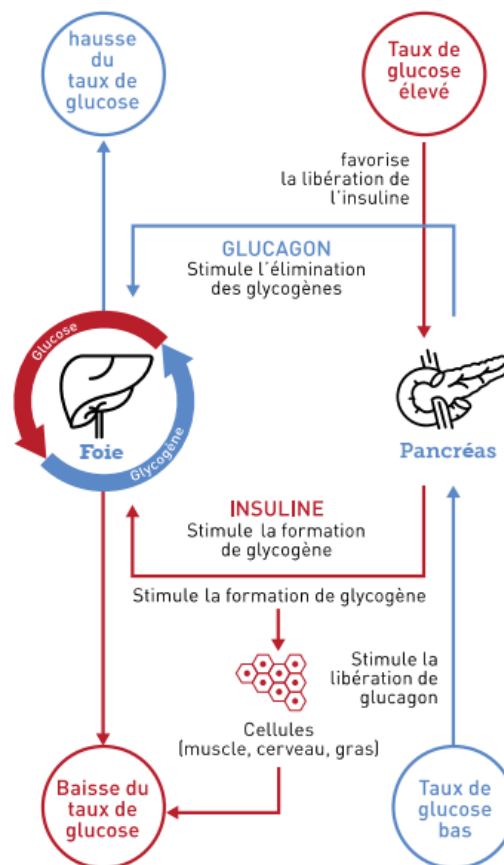 hausse
du
taux de
glucose
Taux de
glucose
élevé
favorise
la libération de
l'insuline
GLUCAGON
Stimule l'élimination
des glycogènes
Glucose
Foie
Glycogène
Pancréas
INSULINE
Stimule la formation
de glycogène
Stimule la formation de glycogène
Stimule la
libération de
glucagon
Cellules
(muscle, cerveau, gras)
Baisse du
taux de
glucose
Taux de
glucose
bas